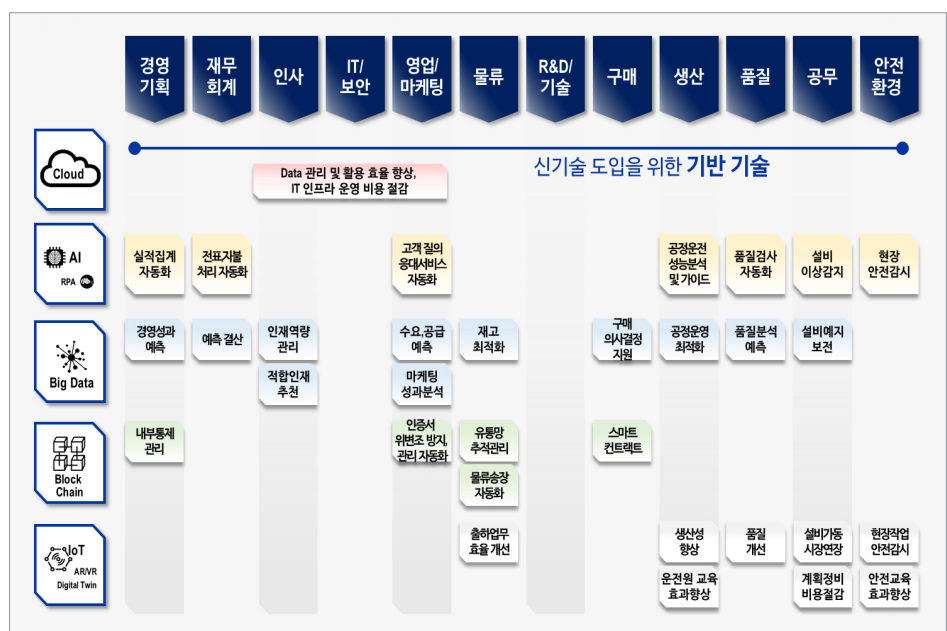 경영
기획
재무
회계
인사
IT/
보안
영업/
마케팅
물류
R&D/
기술
구매
생산
품질
공무
안전
환경
Cloud
신기술 도입을 위한 기반 기술
Data 관리 및 활용 효율 향상,
IT 인프라 운영 비용 절감
AI
RPA
실적집계
자동화
전표지불
처리 자동화
고객 질의
응대서비스
자동화
공정운전
성능분석
및 가이드
품질검사
자동화
설비
이상감지
현장
안전감시
Big Data
경영성과
예측
예측 결산
인재역량
관리
수요,공급
예측
재고
최적화
구매
의사결정
지원
공정운영
최적화
품질분석
예측
설비예지
보전
적합인재
추천
마케팅
성과분석
Block
Chain
내부통제
관리
인증서
위변조 방지,
관리 자동화
유통망
추적관리
스마트
컨트랙트
물류송장
자동화
IoT
AR/VR
Digital Twin
출하업무
효율 개선
생산성
향상
품질
개선
설비가동
시장연장
현장작업
안전감시
운전원 교육
효과향상
계획정비
비용절감
안전교육
효과향상